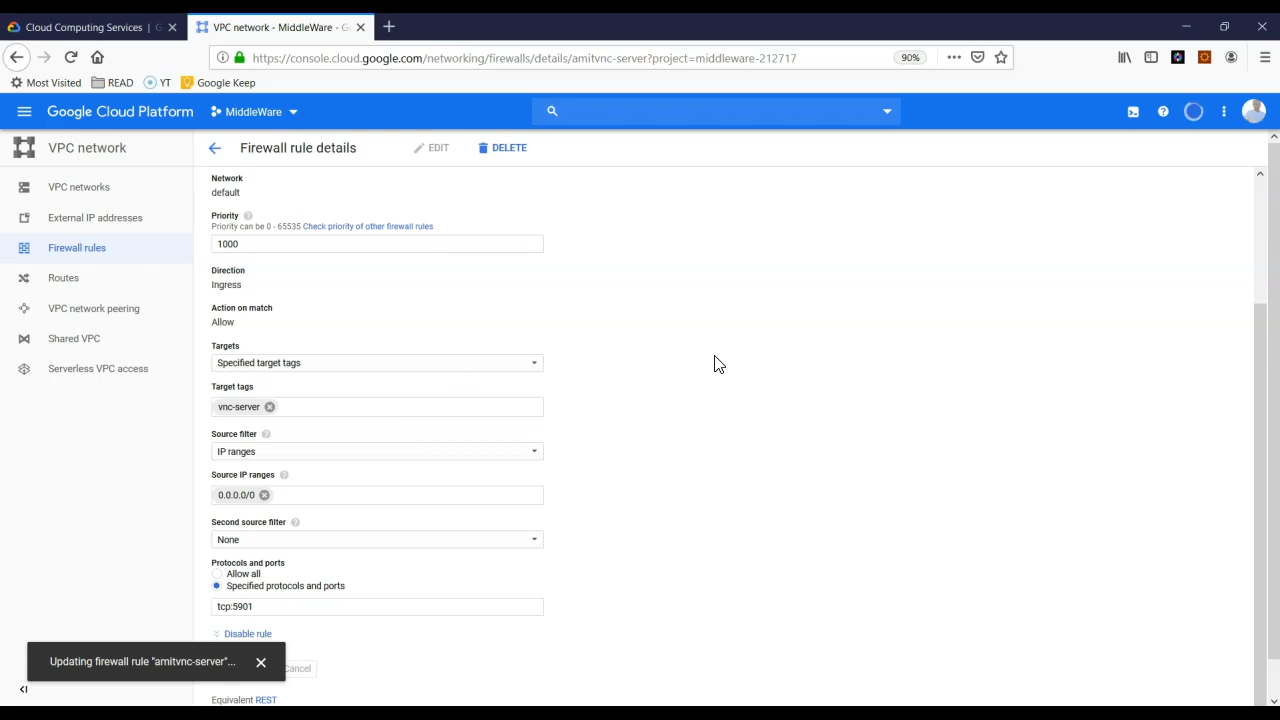 Cloud Computing Services | G
VPC network - MiddleWare - G
https://console.cloud.google.com/networking/firewalls/details/amitvnc-server?project=middleware-212717
90%
Most Visited
READ
YT
Google Keep
Google Cloud Platform
MiddleWare
VPC network
Firewall rule details
EDIT
DELETE
VPC networks
External IP addresses
Firewall rules
Routes
VPC network peering
Shared VPC
Serverless VPC access
Network
default
Priority
Priority can be 0 - 65535 Check priority of other firewall rules
1000
Direction
Ingress
Action on match
Allow
Targets
Specified target tags
Target tags
vnc-server
Source filter
IP ranges
Source IP ranges
0.0.0.0/0
Second source filter
None
Protocols and ports
Allow all
Specified protocols and ports
tcp:5901
Disable rule
Updating firewall rule "amitvnc-server"...
Cancel
Equivalent REST